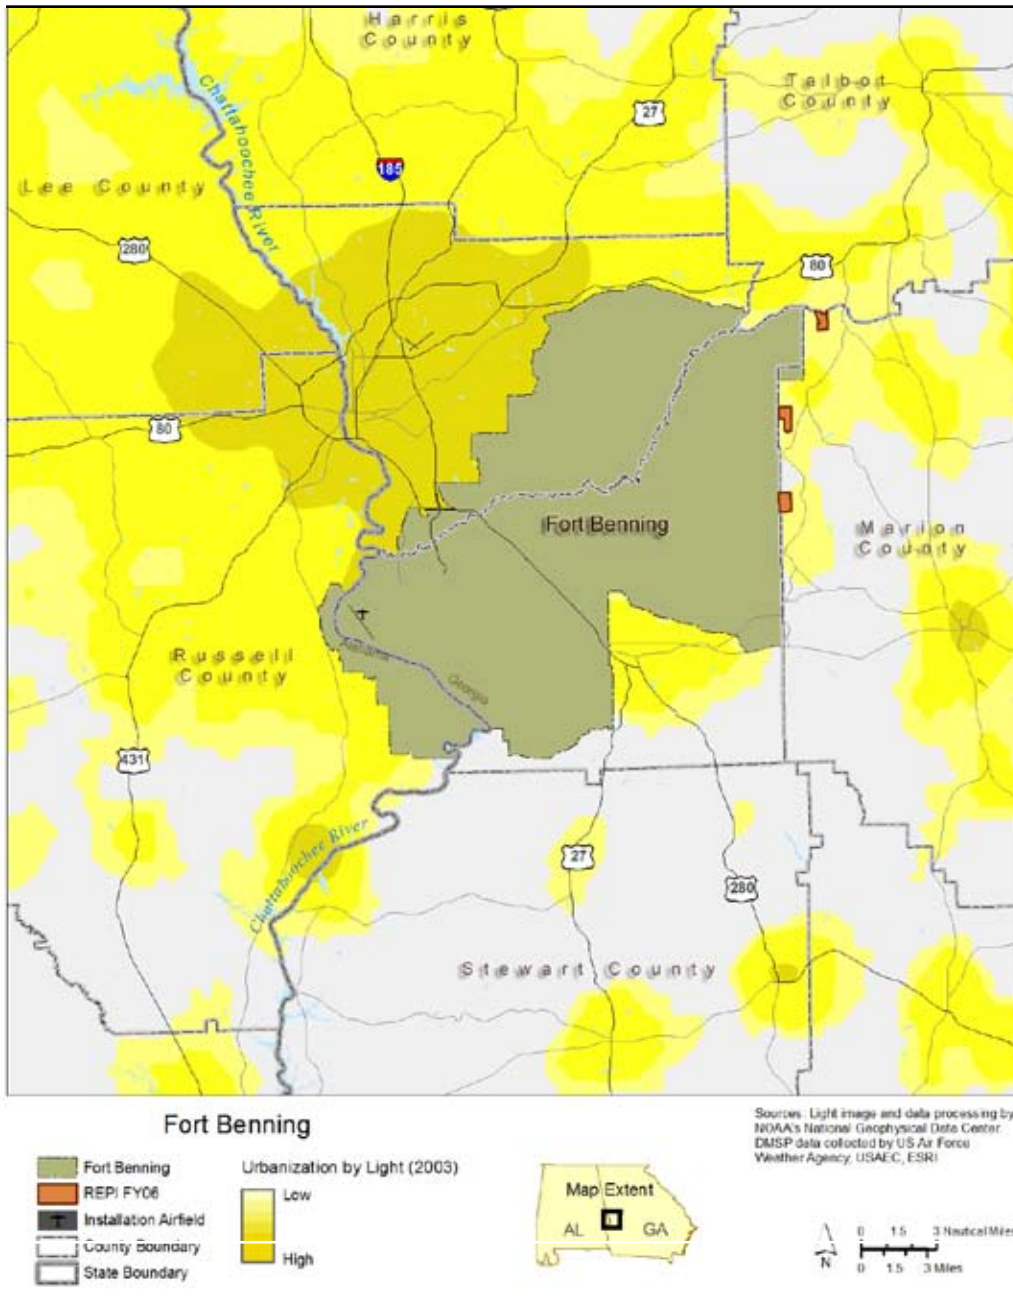 Harris
County
Talbot
County
27
Chattahoochee River
185
Lee County
280
80
80
Fort Benning
Marion
County
Alabama
Georgia
Russell
County
431
Chattahoochee River
27
280
Stewart County
Fort Benning
Fort Benning
REPI FY06
Installation Airfield
County Boundary
State Boundary
Urbanization by Light (2003)
Low
High
Map Extent
AL
GA
Sources: Light image and data processing by
NOAA's National Geophysical Data Center.
DMSP data collected by US Air Force
Weather Agency, USAEC, ESRI
N
0 1.5 3 Nautical Miles
0 1.5 3 Miles